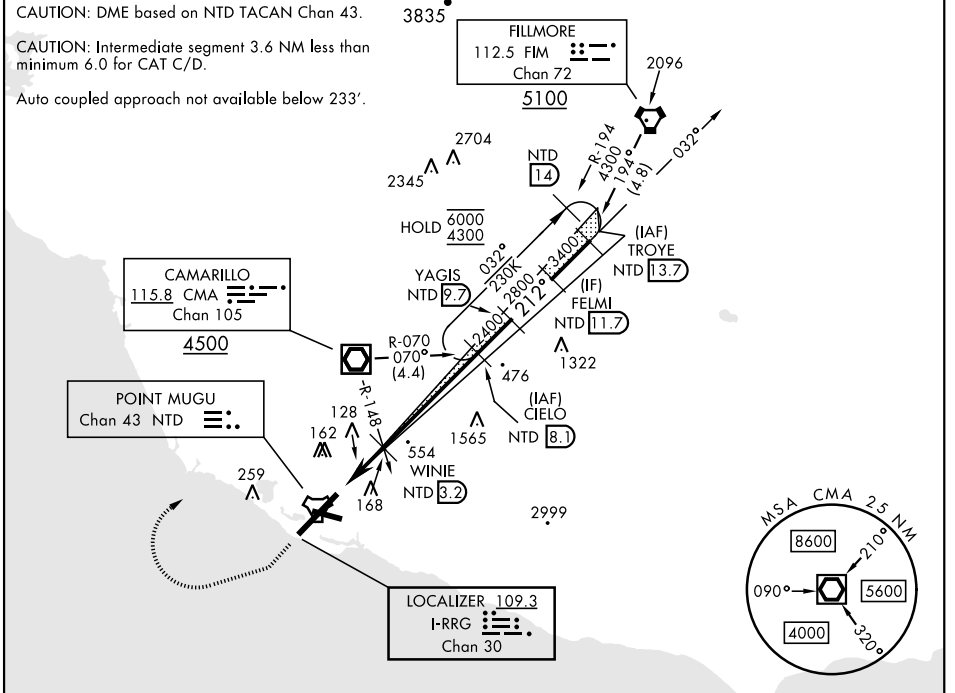 CAUTION: DME based on NTD TACAN Chan 43.
CAUTION: Intermediate segment 3.6 NM less than
minimum 6.0 for CAT C/D.
Auto coupled approach not available below 233'.
3835
FILLMORE
112.5 FIM
Chan 72
5100
2096
2704
2345
NTD
14
R-194
4300
194°
(4.8)
032°
HOLD 6000
4300
032°
230K
(IAF)
TROYE
NTD 13.7
YAGIS
NTD 9.7
3400
2800
2400
212°
(IF)
FELMI
NTD 11.7
CAMARILLO
115.8 CMA
Chan 105
4500
R-070
070°
(4.4)
1322
476
R-148
(IAF)
CIELO
NTD 8.1
POINT MUGU
Chan 43 NTD
128
162
1565
554
WINIE
NTD 3.2
259
168
2999
LOCALIZER 109.3
I-RRG
Chan 30
MSA CMA 25 NM
8600
210°
090°
5600
4000
320°